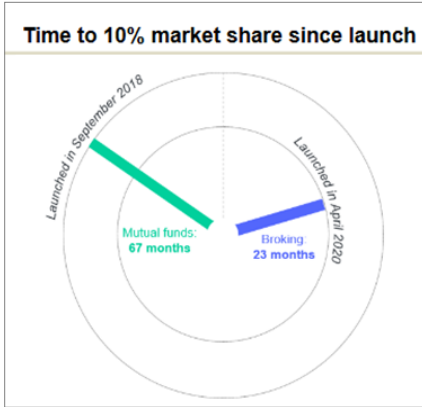 Time to 10% market share since launch
Launched in September 2018
Launched in April 2020
Mutual funds:
67 months
Broking:
23 months